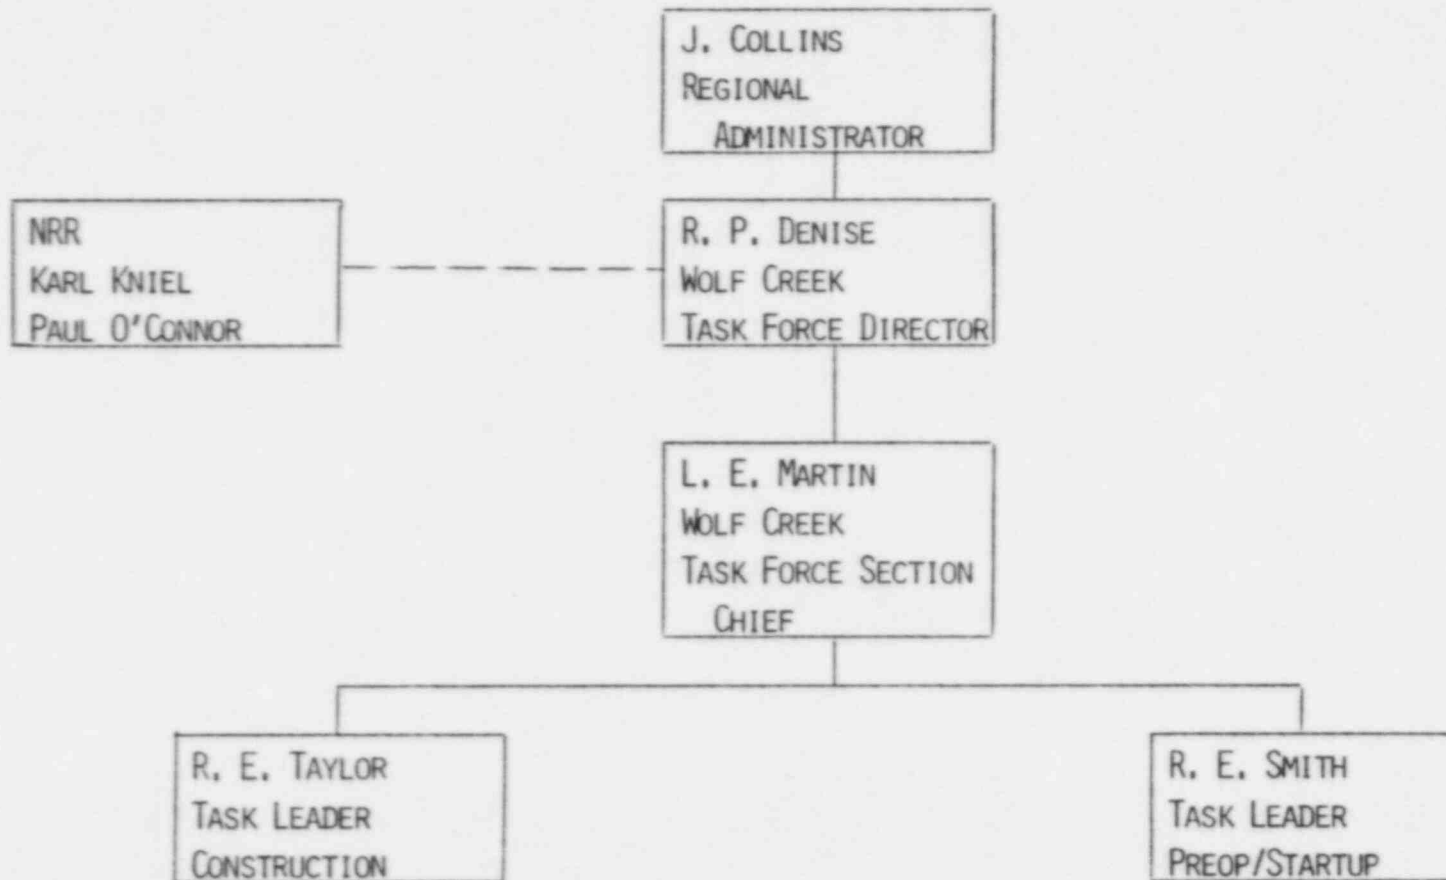 J. COLLINS
REGIONAL
ADMINISTRATOR
NRR
KARL KNIEL
PAUL O'CONNOR
R. P. DENISE
WOLF CREEK
TASK FORCE DIRECTOR
L. E. MARTIN
WOLF CREEK
TASK FORCE SECTION
CHIEF
R. E. TAYLOR
TASK LEADER
CONSTRUCTION
R. E. SMITH
TASK LEADER
PREOP/STARTUP